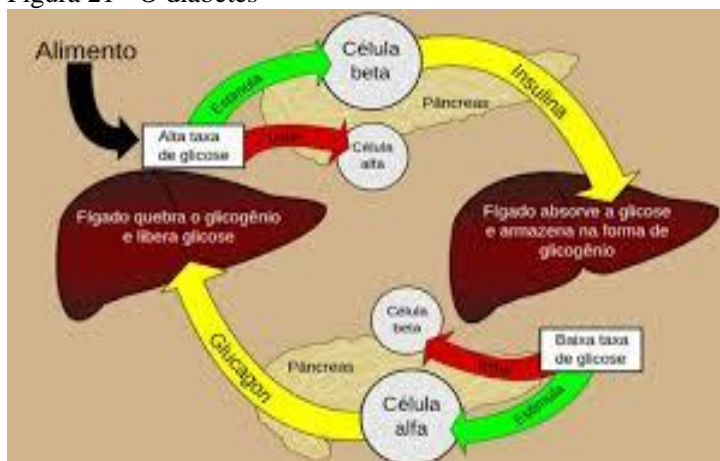 Figura 21 - O diabetes
Alimento
Célula
beta
Estimula
Insulina
Pâncreas
Alta taxa
de glicose
Célula
alfa
Fígado quebra o glicogênio
e libera glicose
Fígado absorve a glicose
e armazena na forma de
glicogênio
Célula
beta
Baixa taxa
de glicose
Pâncreas
Glucagon
Estimula
Célula
alfa